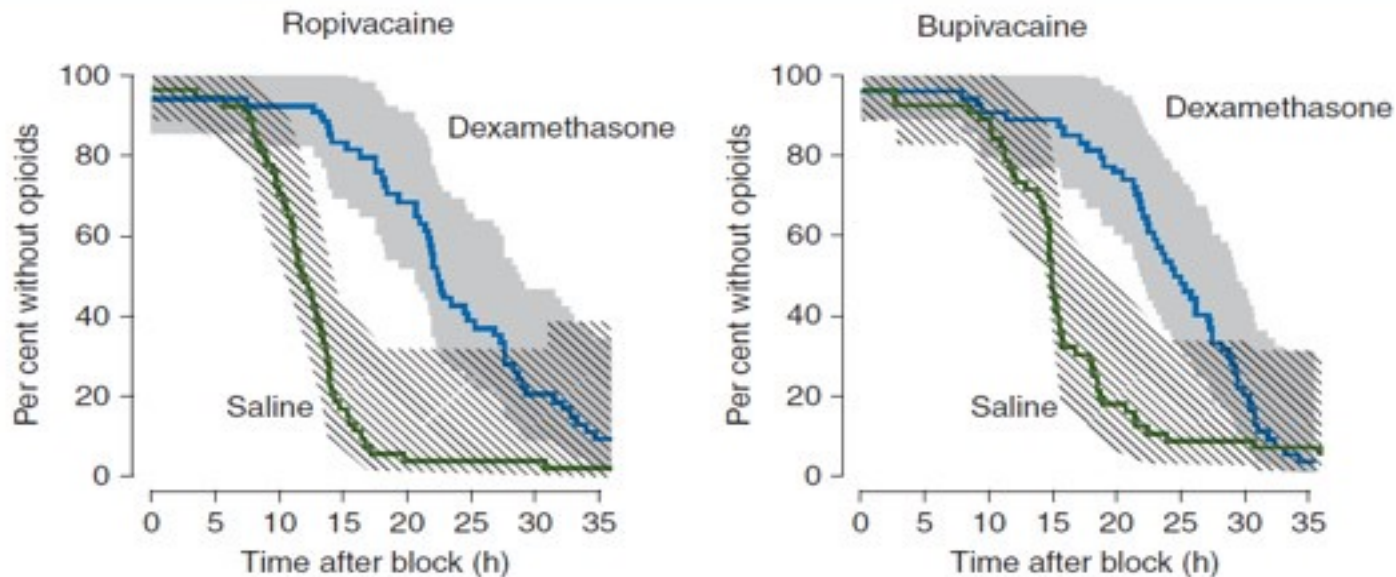 Ropivacaine
Per cent without opioids
100
80
60
40
20
0
Dexamethasone
Saline
0 5 10 15 20 25 30 35
Time after block (h)
Bupivacaine
Per cent without opioids
100
80
60
40
20
0
Dexamethasone
Saline
0 5 10 15 20 25 30 35
Time after block (h)